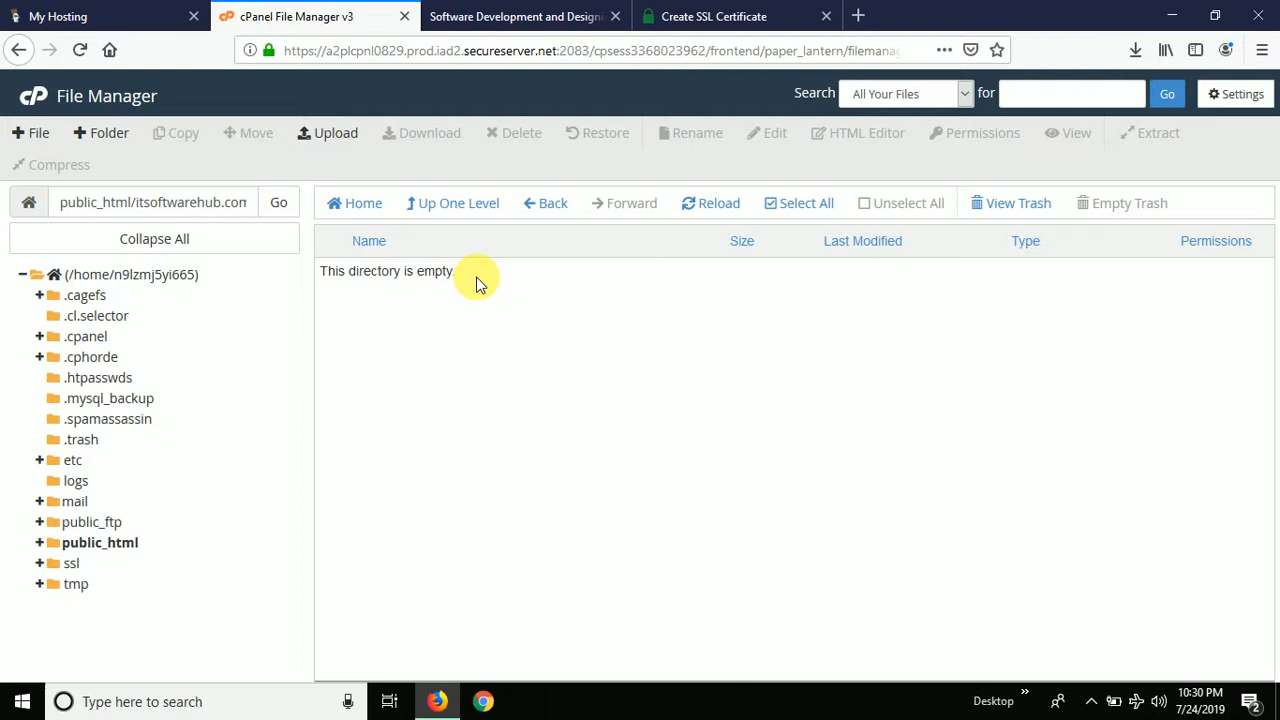 My Hosting
cPanel File Manager v3
Software Development and Designi
Create SSL Certificate
https://a2plcpnl0829.prod.iad2.secureserver.net:2083/cpsess3368023962/frontend/paper_lantern/filemana
cP File Manager
Search All Your Files for Go Settings
File Folder Copy Move Upload Download Delete Restore Rename Edit HTML Editor Permissions View Extract
Compress
public_html/itsoftwarehub.com Go
Home Up One Level Back Forward Reload Select All Unselect All View Trash Empty Trash
Collapse All
Name Size Last Modified Type Permissions
This directory is empty.
(/home/n9lzmj5yi665)
.cagefs
.cl.selector
.cpanel
.cphorde
.htpasswds
.mysql_backup
.spamassassin
.trash
etc
logs
mail
public_ftp
public_html
ssl
tmp
Type here to search
Desktop
10:30 PM
7/24/2019
2